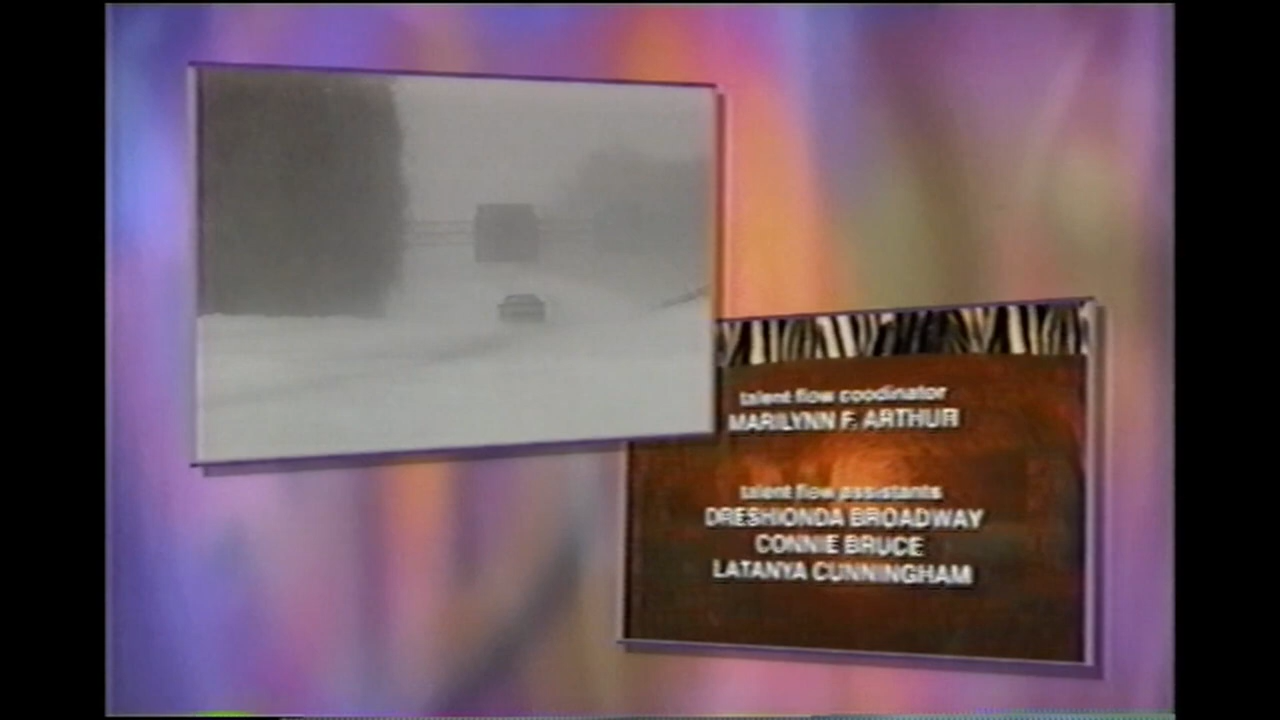 talent flow coodinator
MARILYNN F. ARTHUR
talent flow assistants
DRESHIONDA BROADWAY
CONNIE BRUCE
LATANYA CUNNINGHAM